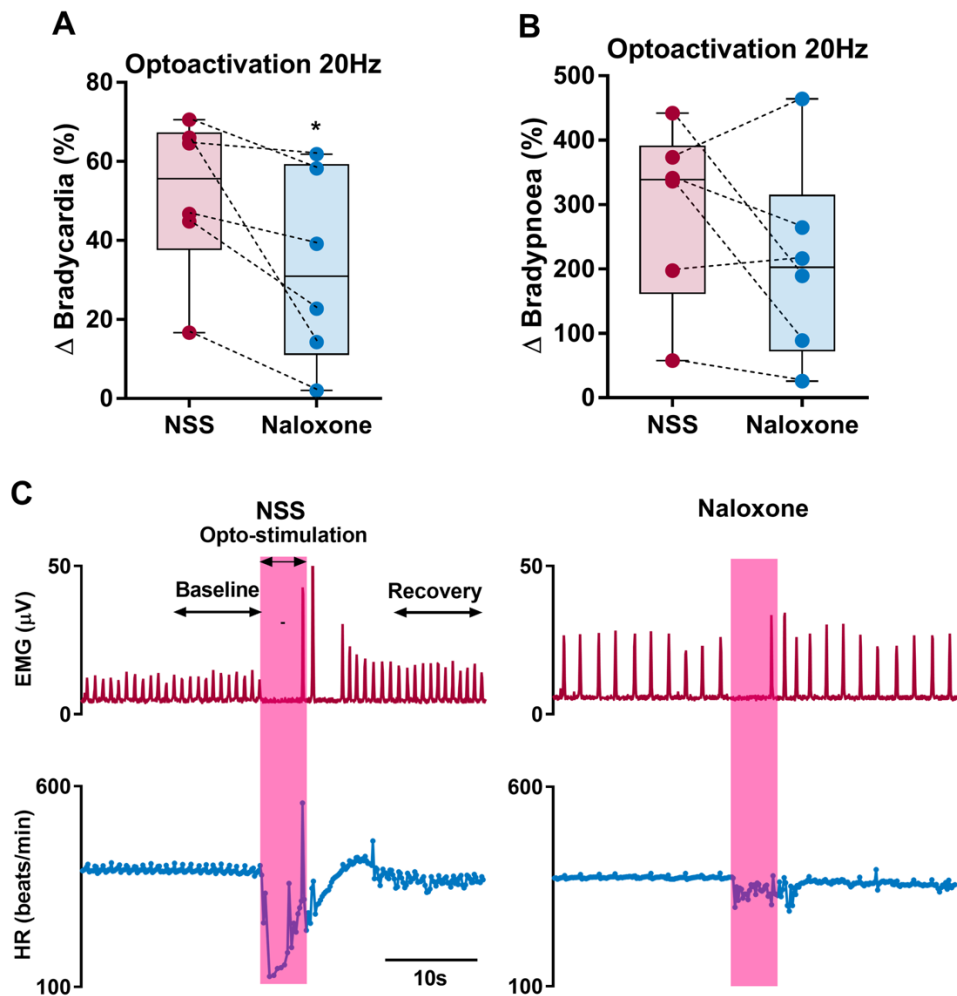 A
Optoactivation 20Hz
Δ Bradycardia (%)
80
60
40
20
0
*
NSS
Naloxone
B
Optoactivation 20Hz
Δ Bradypnoea (%)
500
400
300
200
100
0
NSS
Naloxone
C
NSS
Opto-stimulation
Baseline
Recovery
EMG (μV)
50
0
HR (beats/min)
600
100
10s
Naloxone
50
0
600
100